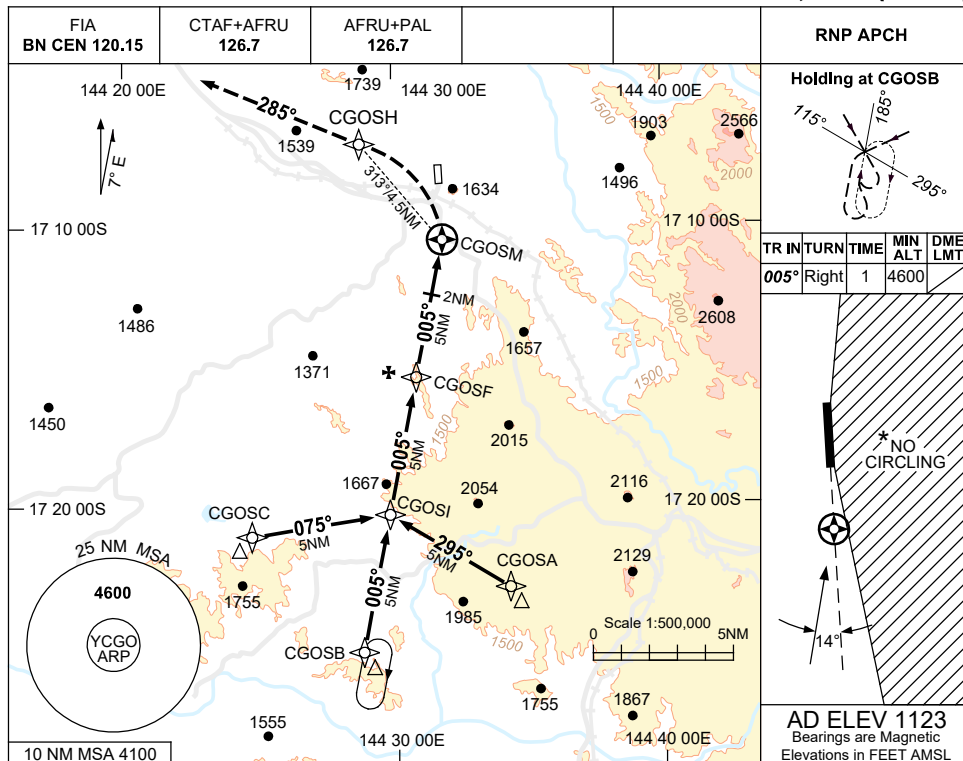 FIA
BN CEN 120.15
CTAF+AFRU
126.7
AFRU+PAL
126.7
RNP APCH
144 20 00E
1739
144 30 00E
144 40 00E
1500
1903
2566
2000
285°
CGOSH
1539
7° E
313°/4.5NM
1634
1496
17 10 00S
17 10 00S
CGOSM
2NM
005°
5NM
2608
2000
1486
1657
1500
1371
CGOSF
1450
1500
2015
005°
5NM
1667
2054
2116
17 20 00S
17 20 00S
CGOSC
CGOSI
075°
5NM
295°
5NM
CGOSA
2129
25 NM MSA
4600
YCGO
ARP
1755
005°
5NM
1985
1500
Scale 1:500,000
0
5NM
CGOSB
1755
1867
1555
144 30 00E
144 40 00E
10 NM MSA 4100
Holding at CGOSB
115°
185°
295°
TR IN TURN TIME MIN ALT DME LMT
005° Right 1 4600
*NO
CIRCLING
14°
AD ELEV 1123
Bearings are Magnetic
Elevations in FEET AMSL